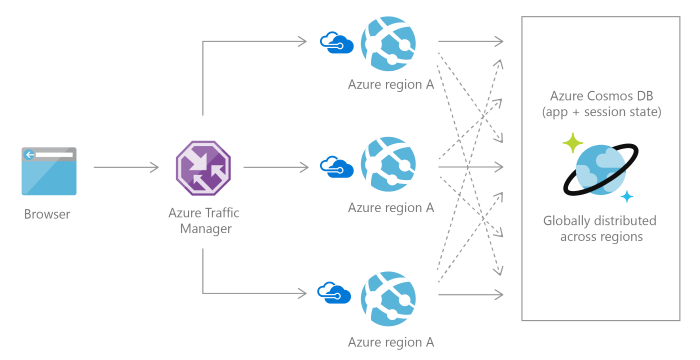 Browser
Azure Traffic
Manager
Azure region A
Azure region A
Azure region A
Azure Cosmos DB
(app + session state)
Globally distributed
across regions